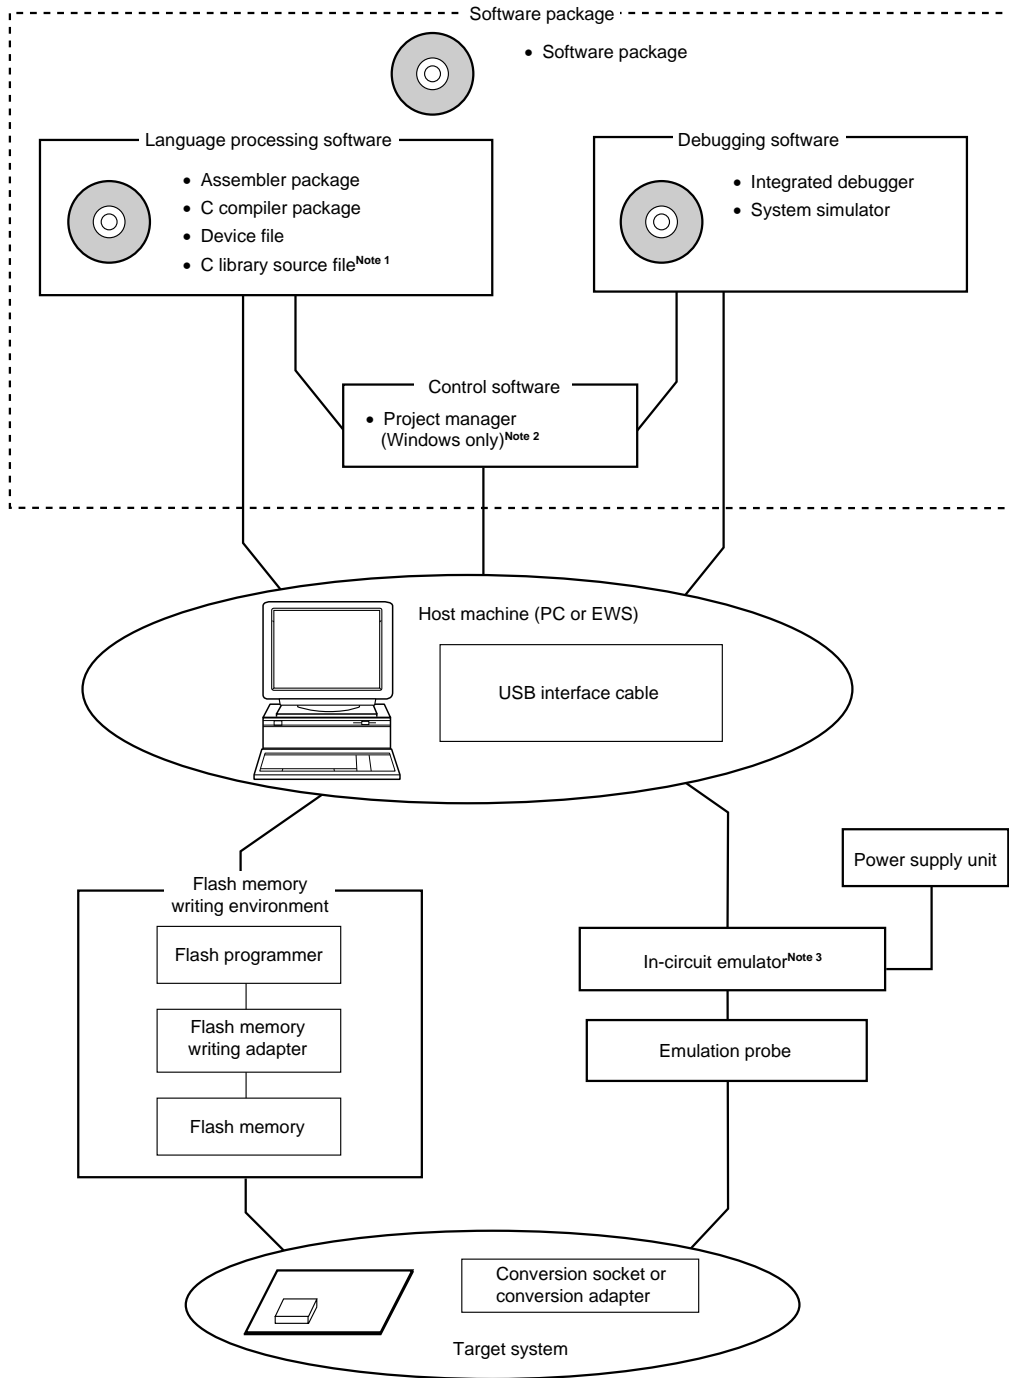 Software package
• Software package
Language processing software
• Assembler package
• C compiler package
• Device file
• C library source fileNote 1
Debugging software
• Integrated debugger
• System simulator
Control software
• Project manager
(Windows only)Note 2
Host machine (PC or EWS)
USB interface cable
Power supply unit
Flash memory
writing environment
Flash programmer
Flash memory
writing adapter
Flash memory
In-circuit emulatorNote 3
Emulation probe
Conversion socket or
conversion adapter
Target system